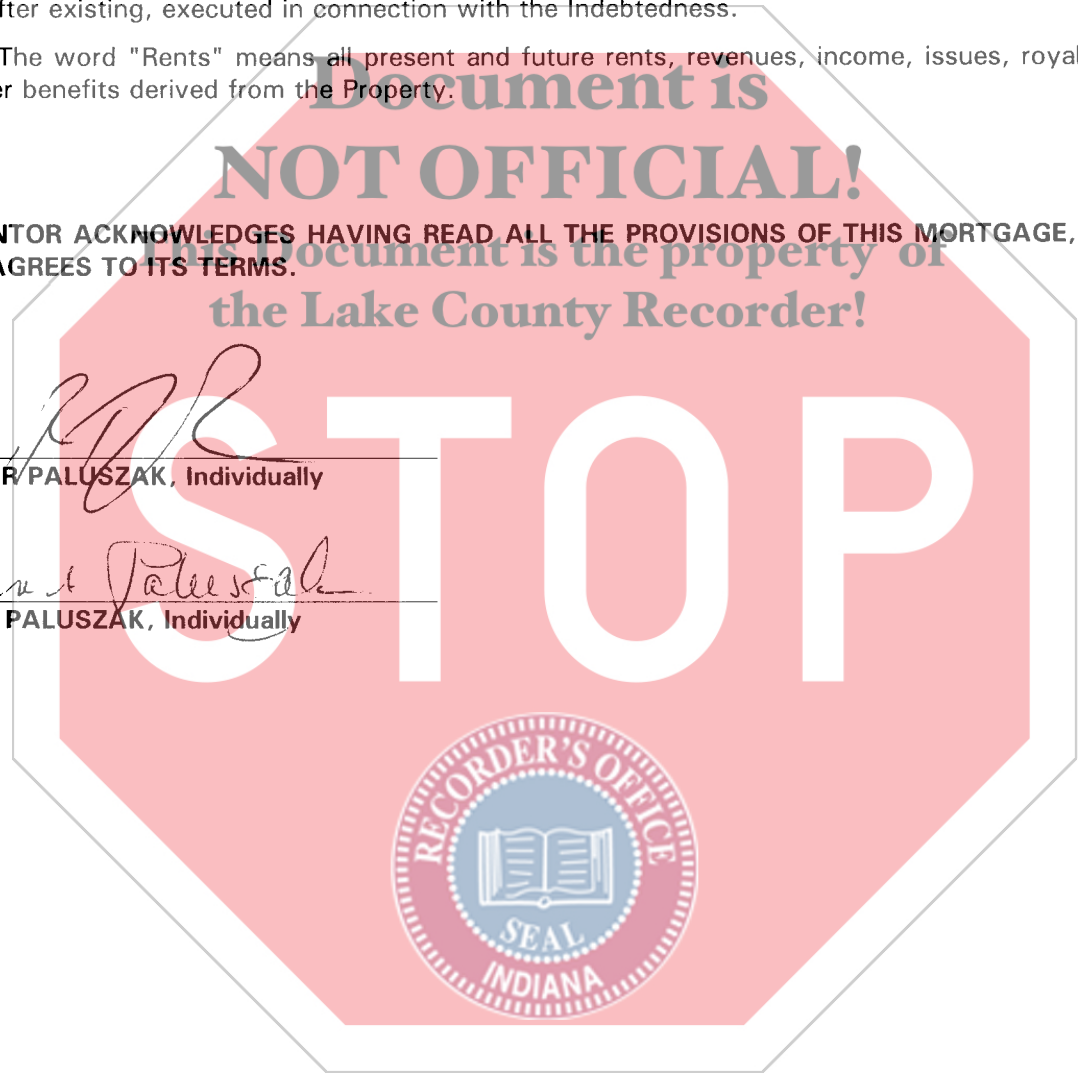 fter existing, executed in connection with the Indebtedness.
The word "Rents" means all present and future rents, revenues, income, issues, royal
er benefits derived from the Property.
Document is
NOT OFFICIAL!
NTOR ACKNOWLEDGES HAVING READ ALL THE PROVISIONS OF THIS MORTGAGE,
AGREES TO ITS TERMS.
This Document is the property of
the Lake County Recorder!
STOP
R PALUSZAK, Individually
Paluszak
PALUSZAK, Individually
RECORDER'S OFFICE
SEAL
INDIANA